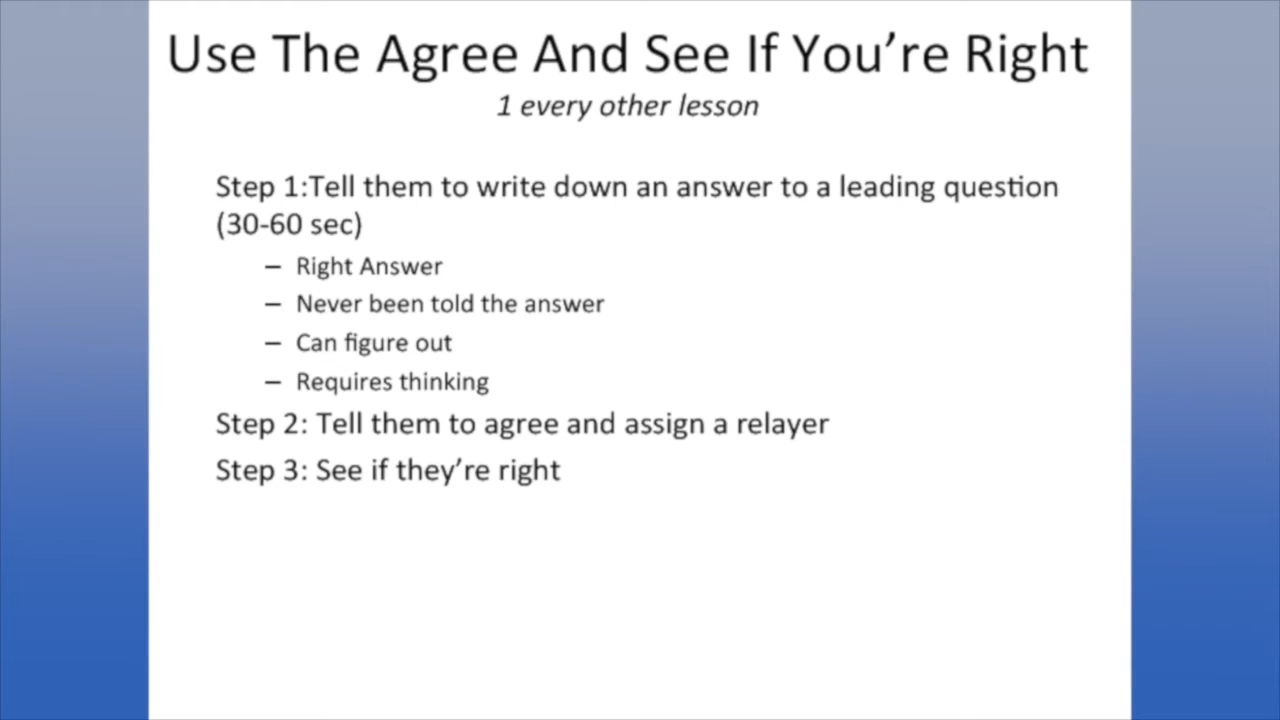 Use The Agree And See If You’re Right
1 every other lesson
Step 1:Tell them to write down an answer to a leading question
(30-60 sec)
– Right Answer
– Never been told the answer
– Can figure out
– Requires thinking
Step 2: Tell them to agree and assign a relayer
Step 3: See if they’re right